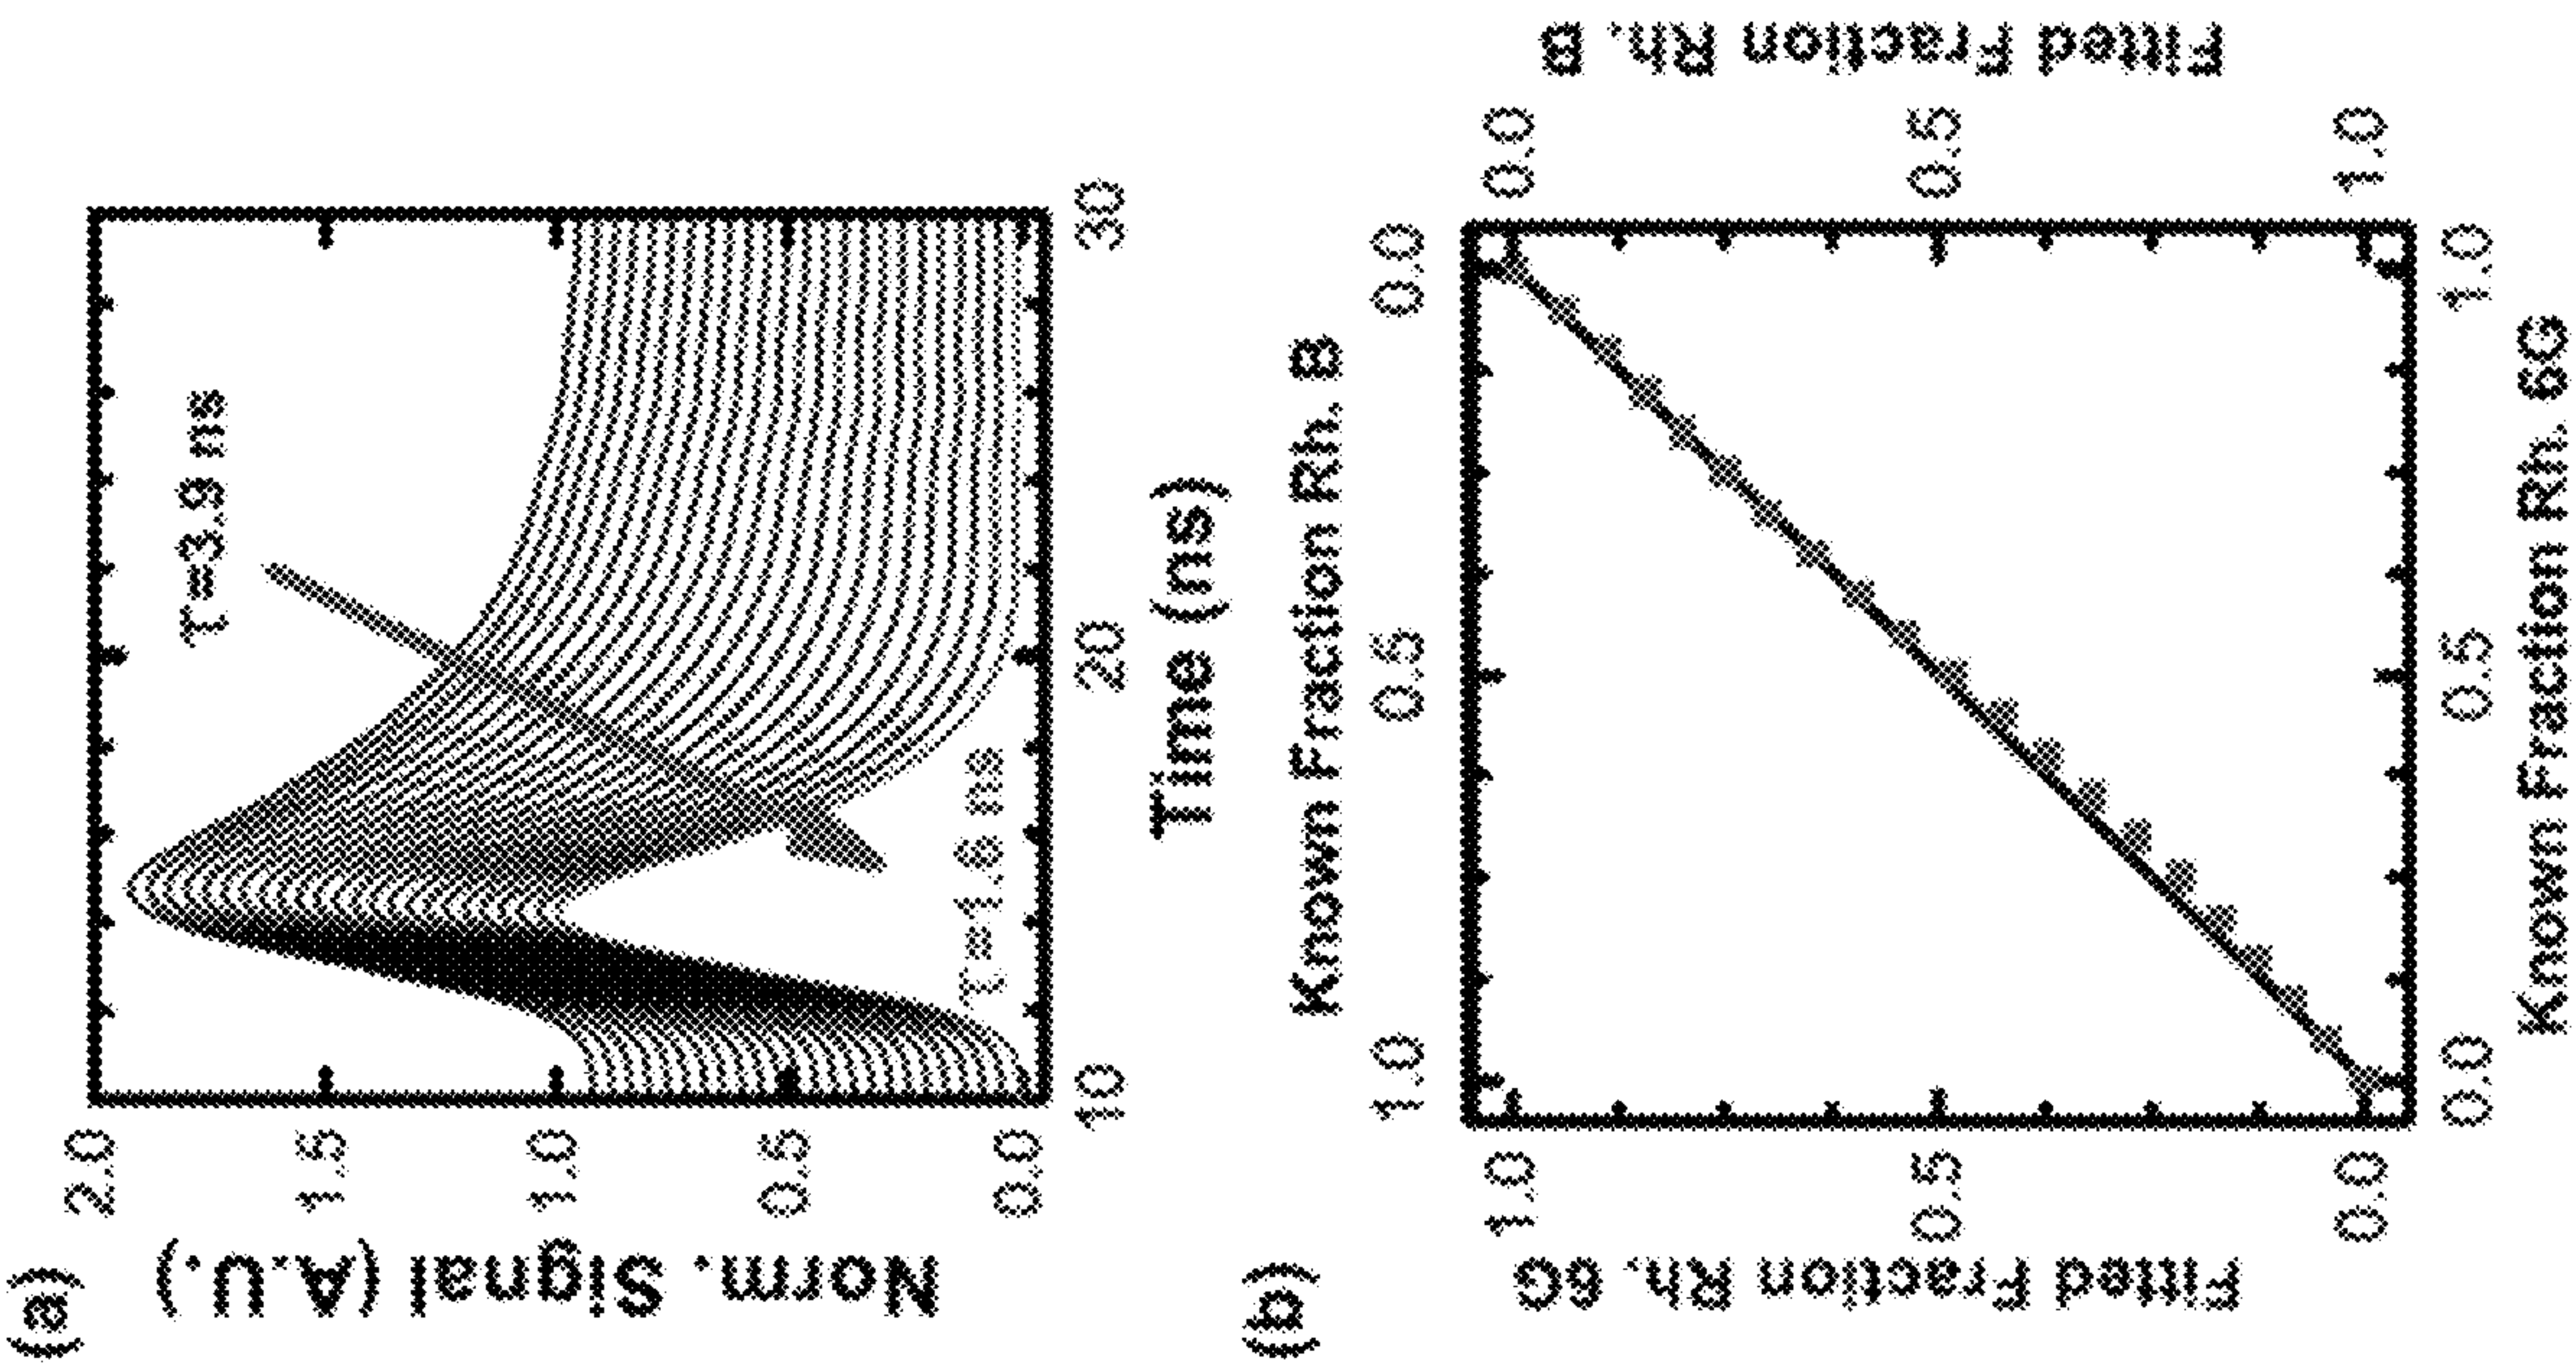 (a)
Norm. Signal (A.U.)
2.0
1.5
1.0
0.5
0.0
τ=3.9 ns
τ=1.6 ns
10
20
30
Time (ns)
(b)
Known Fraction Rh. B
1.0
0.5
0.0
Fitted Fraction Rh. 6G
1.0
0.5
0.0
Fitted Fraction Rh. B
0.0
0.5
1.0
0.0
0.5
1.0
Known Fraction Rh. 6G